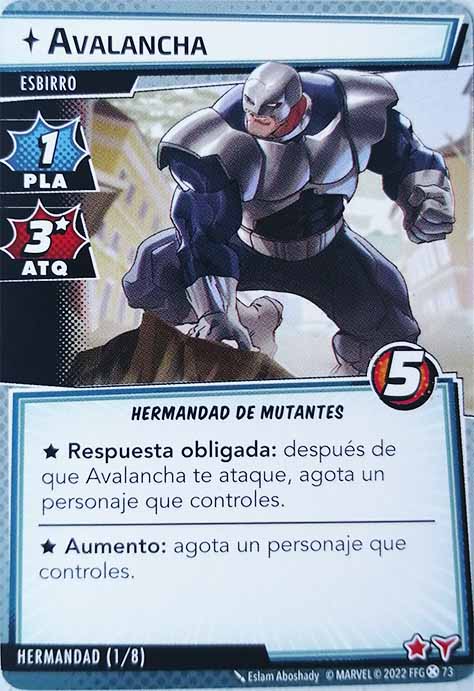 AVALANCHA
ESBIRRO
1
PLA
3
ATQ
5
HERMANDAD DE MUTANTES
★ Respuesta obligada: después
de que Avalancha te ataque, agota un
personaje que controles.
★ Aumento: agota un personaje que
controles.
HERMANDAD (1/8)
Eslam Aboshady © MARVEL © 2022 FFG 73